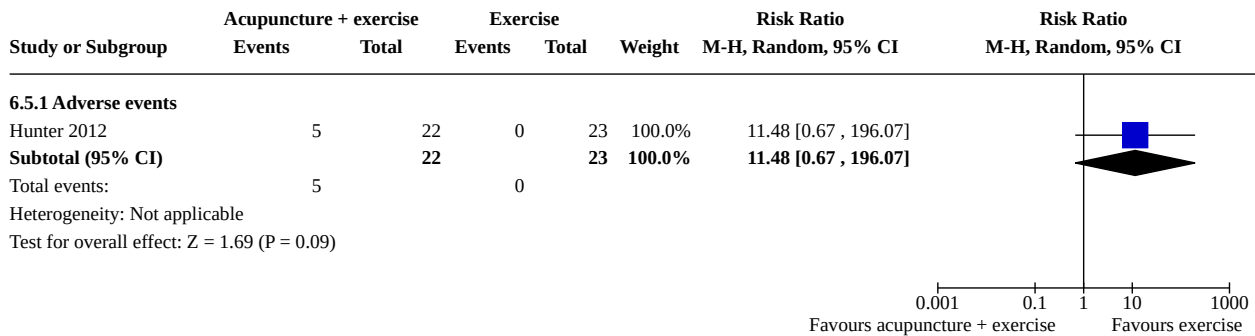 Acupuncture + exercise Exercise Risk Ratio Risk Ratio
Study or Subgroup Events Total Events Total Weight M-H, Random, 95% CI M-H, Random, 95% CI
6.5.1 Adverse events
Hunter 2012 5 22 0 23 100.0% 11.48 [0.67 , 196.07]
Subtotal (95% CI) 22 23 100.0% 11.48 [0.67 , 196.07]
Total events: 5 0
Heterogeneity: Not applicable
Test for overall effect: Z = 1.69 (P = 0.09)
0.001 0.1 1 10 1000
Favours acupuncture + exercise Favours exercise